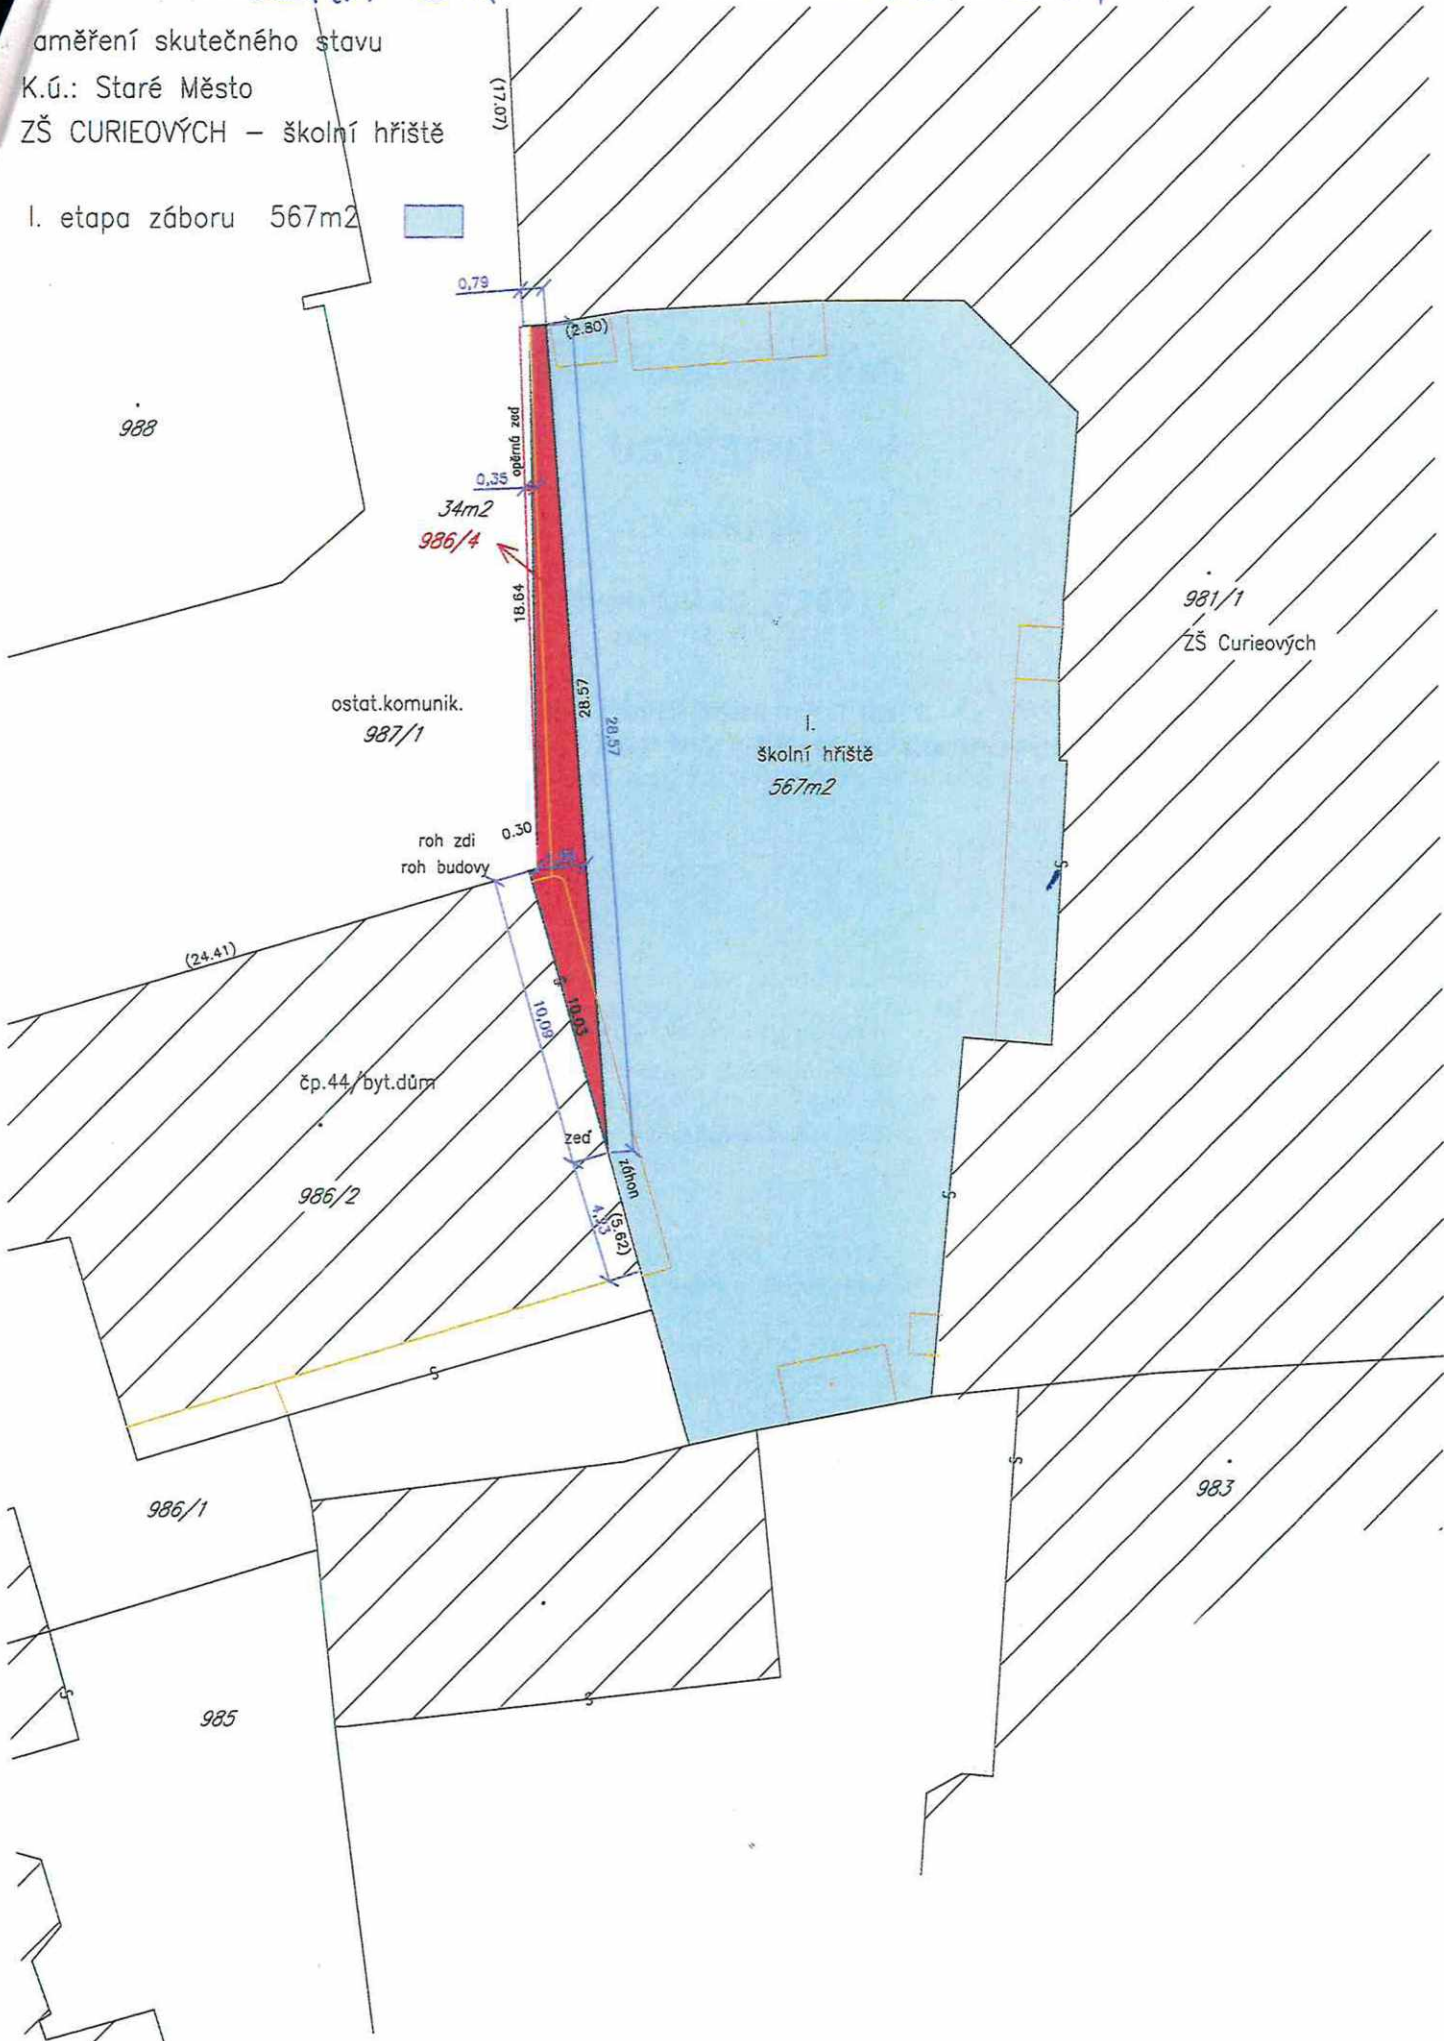 aměření skutečného stavu
K.ú.: Staré Město
ZŠ CURIEOVÝCH – školní hřiště
I. etapa záboru 567m2
(17.07)
0,79
(2.80)
988
opěrná zeď
0,35
34m2
986/4
18.64
981/1
ZŠ Curieových
28.57
28,57
ostat.komunik.
987/1
I.
školní hřiště
567m2
0.30
roh zdi
roh budovy
(24.41)
10.03
10,09
čp.44/byt.dům
zeď
záhon
986/2
(5.62)
986/1
983
985